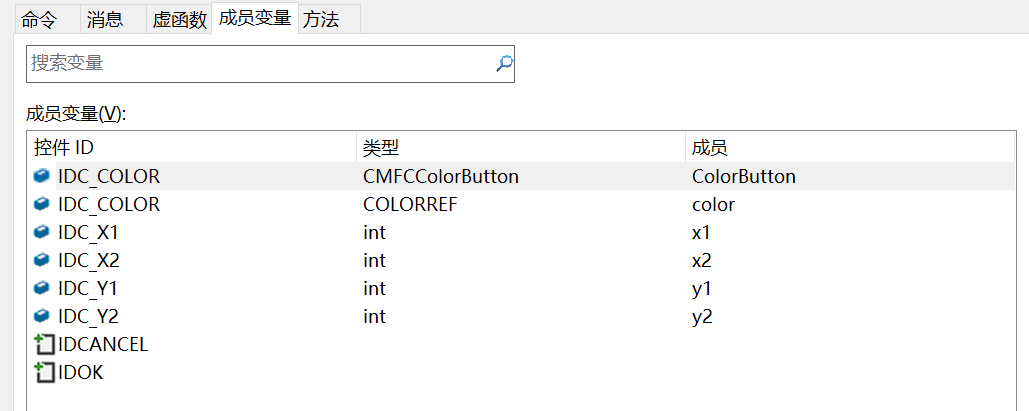 命令 消息 虚函数 成员变量 方法
搜索变量
成员变量(V):
控件 ID 类型 成员
IDC_COLOR CMFCColorButton ColorButton
IDC_COLOR COLORREF color
IDC_X1 int x1
IDC_X2 int x2
IDC_Y1 int y1
IDC_Y2 int y2
IDCANCEL
IDOK